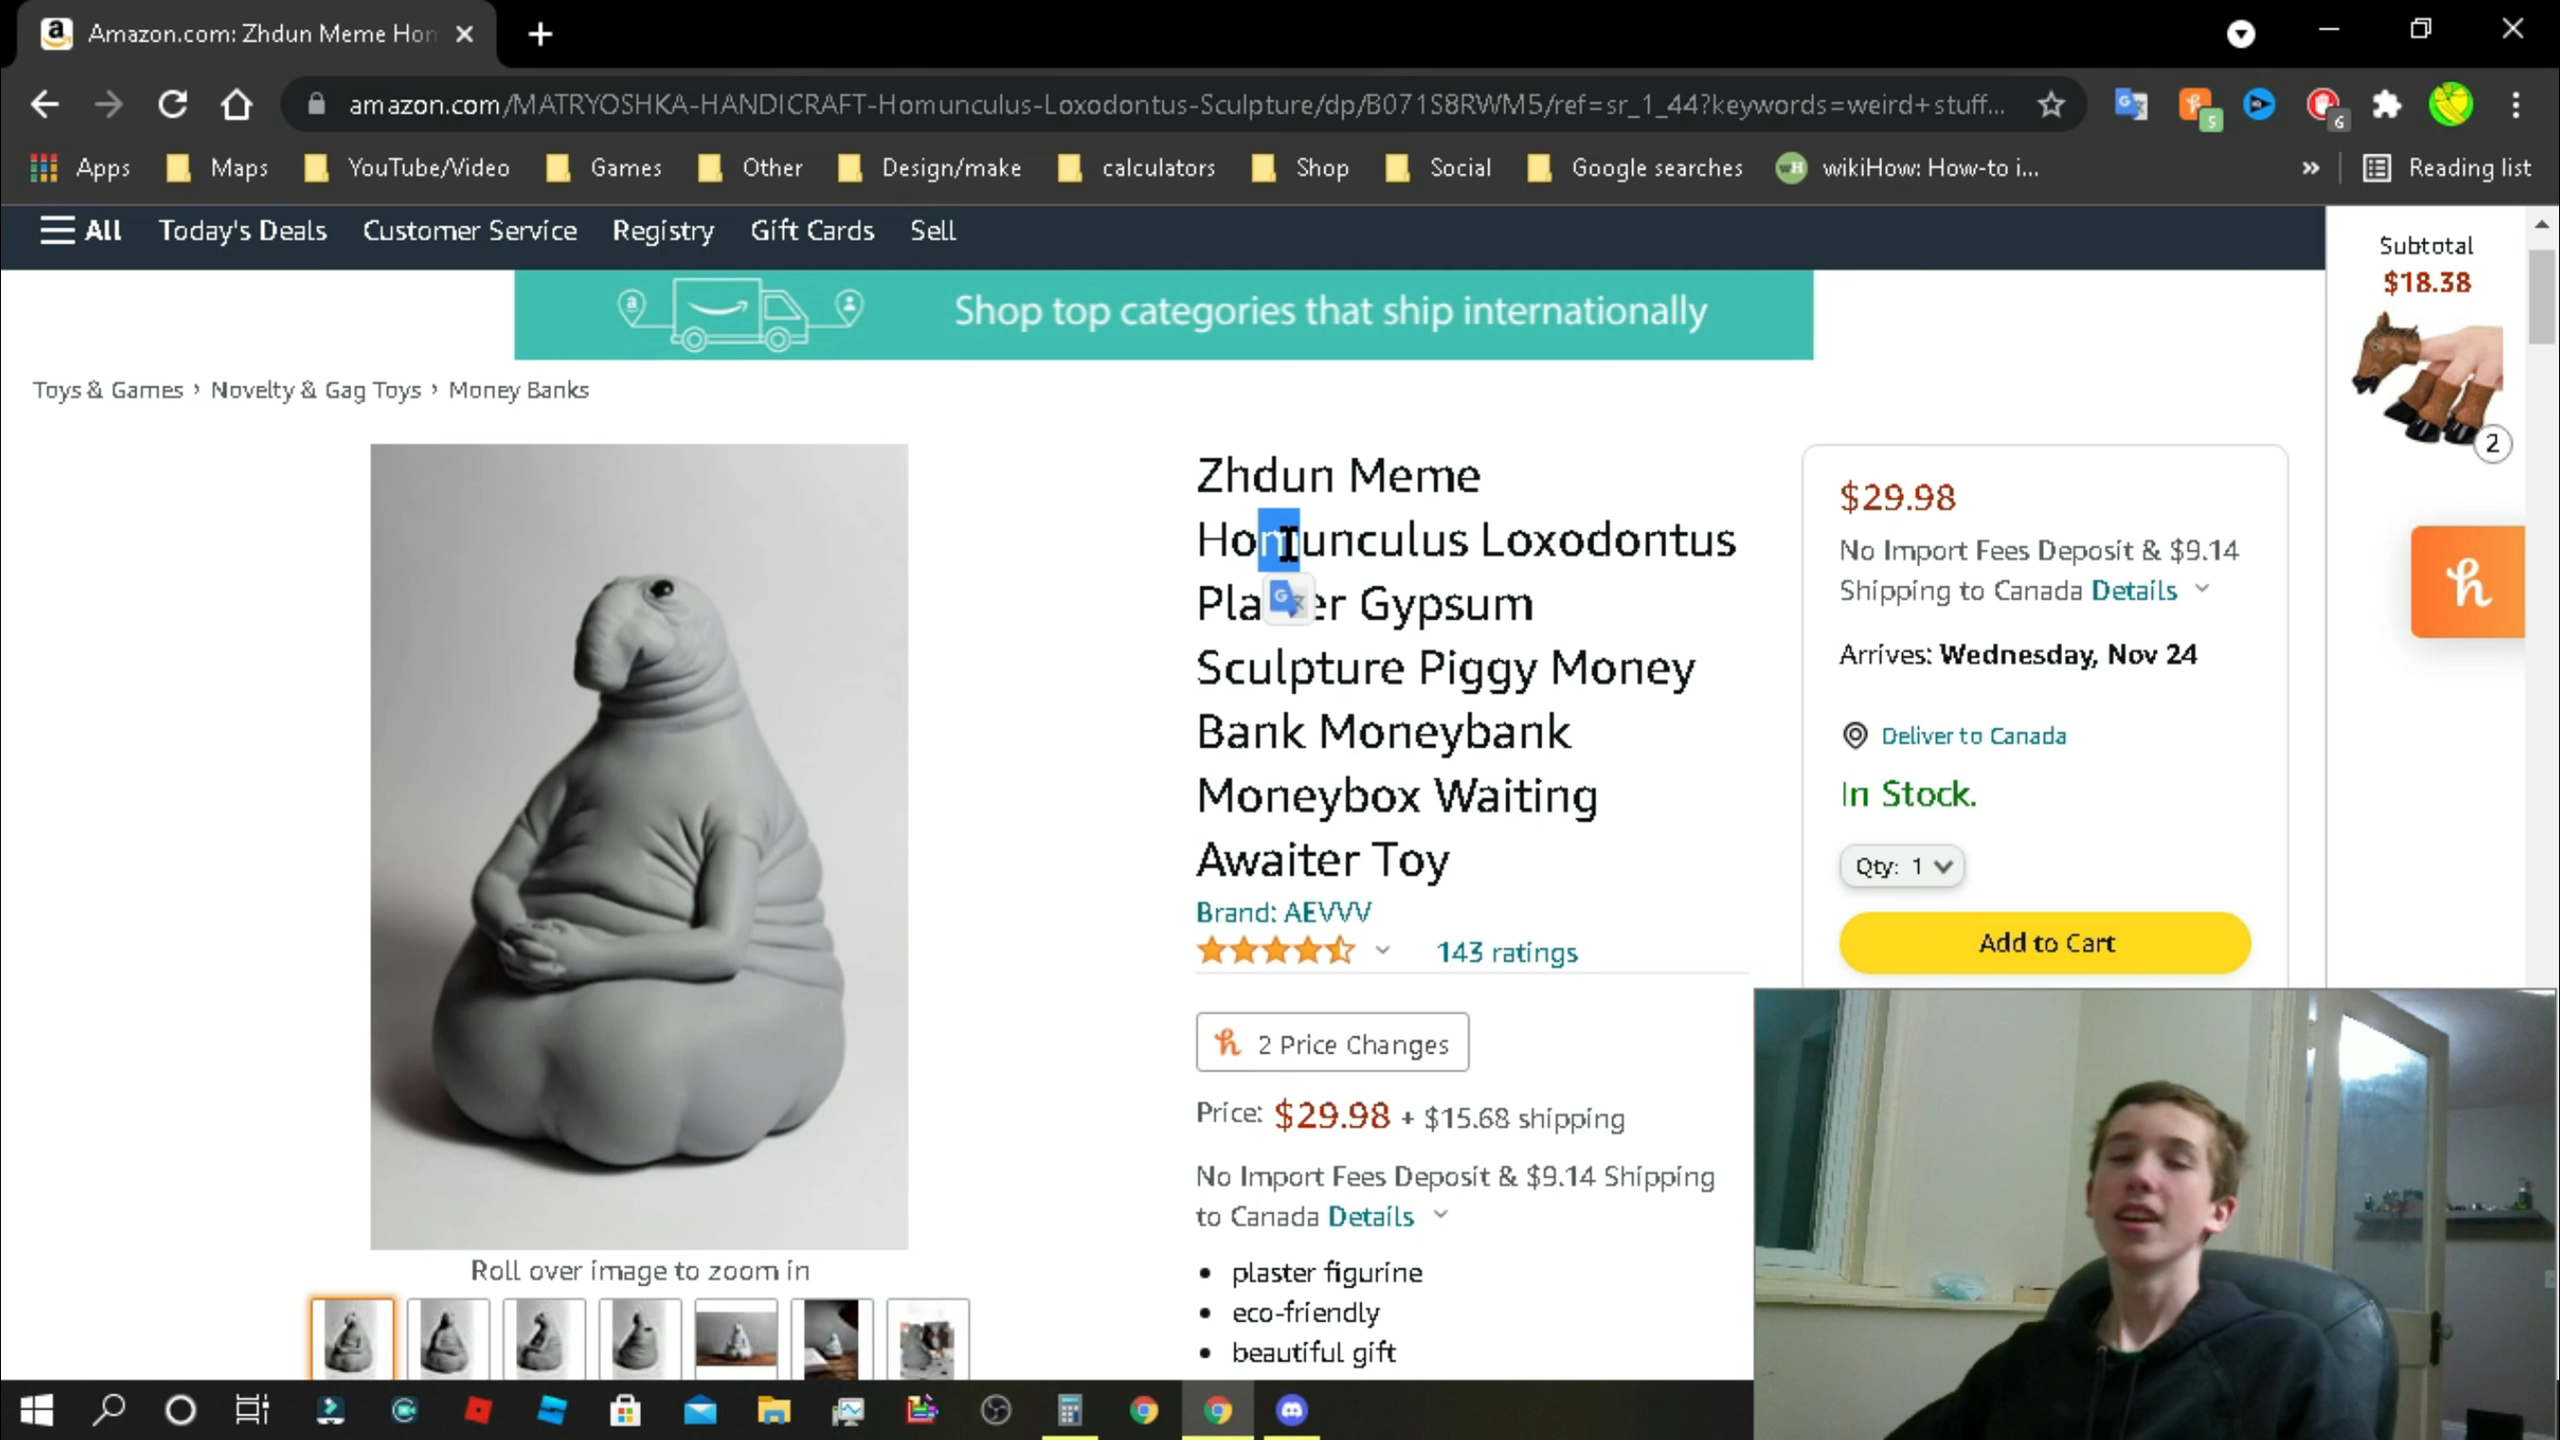 Amazon.com: Zhdun Meme Hon
amazon.com/MATRYOSHKA-HANDICRAFT-Homunculus-Loxodontus-Sculpture/dp/B071S8RWM5/ref=sr_1_44?keywords=weird+stuff...
5
6
Apps
Maps
YouTube/Video
Games
Other
Design/make
calculators
Shop
Social
Google searches
wikiHow: How-to i...
»
Reading list
All
Today's Deals
Customer Service
Registry
Gift Cards
Sell
Shop top categories that ship internationally
Subtotal
$18.38
2
Toys & Games › Novelty & Gag Toys › Money Banks
Zhdun Meme
Homunculus Loxodontus
Pla er Gypsum
Sculpture Piggy Money
Bank Moneybank
Moneybox Waiting
Awaiter Toy
Brand: AEVVV
143 ratings
2 Price Changes
Price: $29.98 + $15.68 shipping
No Import Fees Deposit & $9.14 Shipping
to Canada Details
• plaster figurine
• eco-friendly
• beautiful gift
$29.98
No Import Fees Deposit & $9.14
Shipping to Canada Details
Arrives: Wednesday, Nov 24
Deliver to Canada
In Stock.
Qty: 1
Add to Cart
Roll over image to zoom in